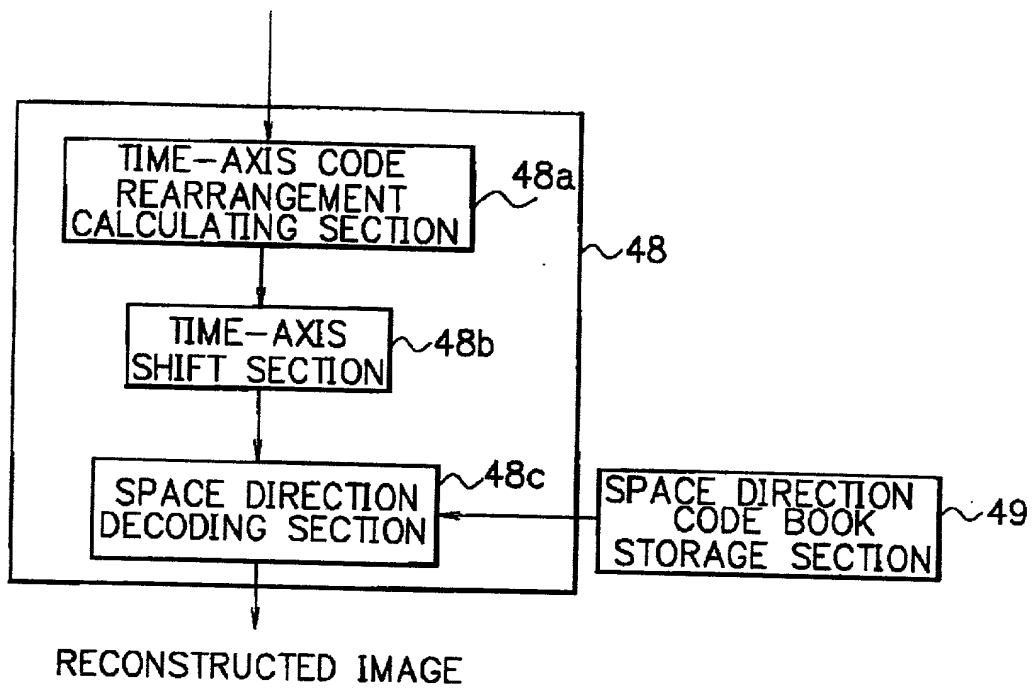 TIME-AXIS CODE
REARRANGEMENT
CALCULATING SECTION
48a
48
TIME-AXIS
SHIFT SECTION
48b
SPACE DIRECTION
DECODING SECTION
48c
SPACE DIRECTION
CODE BOOK
STORAGE SECTION
49
RECONSTRUCTED IMAGE